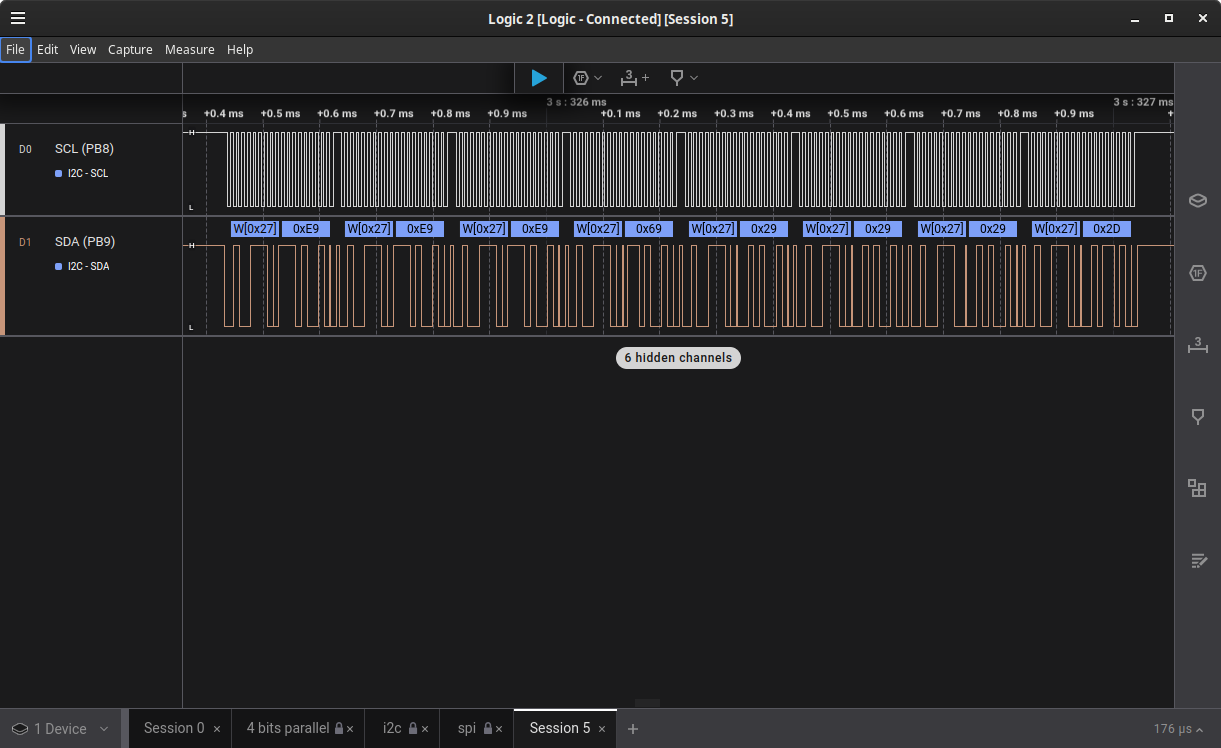 Logic 2 [Logic - Connected] [Session 5]
File Edit View Capture Measure Help
1F 3 +
3 s : 326 ms 3 s : 327 ms
s +0.4 ms +0.5 ms +0.6 ms +0.7 ms +0.8 ms +0.9 ms +0.1 ms +0.2 ms +0.3 ms +0.4 ms +0.5 ms +0.6 ms +0.7 ms +0.8 ms +0.9 ms +
H
D0 SCL (PB8)
I2C - SCL
L
W[0x27] 0xE9 W[0x27] 0xE9 W[0x27] 0xE9 W[0x27] 0x69 W[0x27] 0x29 W[0x27] 0x29 W[0x27] 0x29 W[0x27] 0x2D
D1 SDA (PB9) H
I2C - SDA
1F
L
3
6 hidden channels
1 Device Session 0 × 4 bits parallel × i2c × spi × Session 5 × + 176 µs